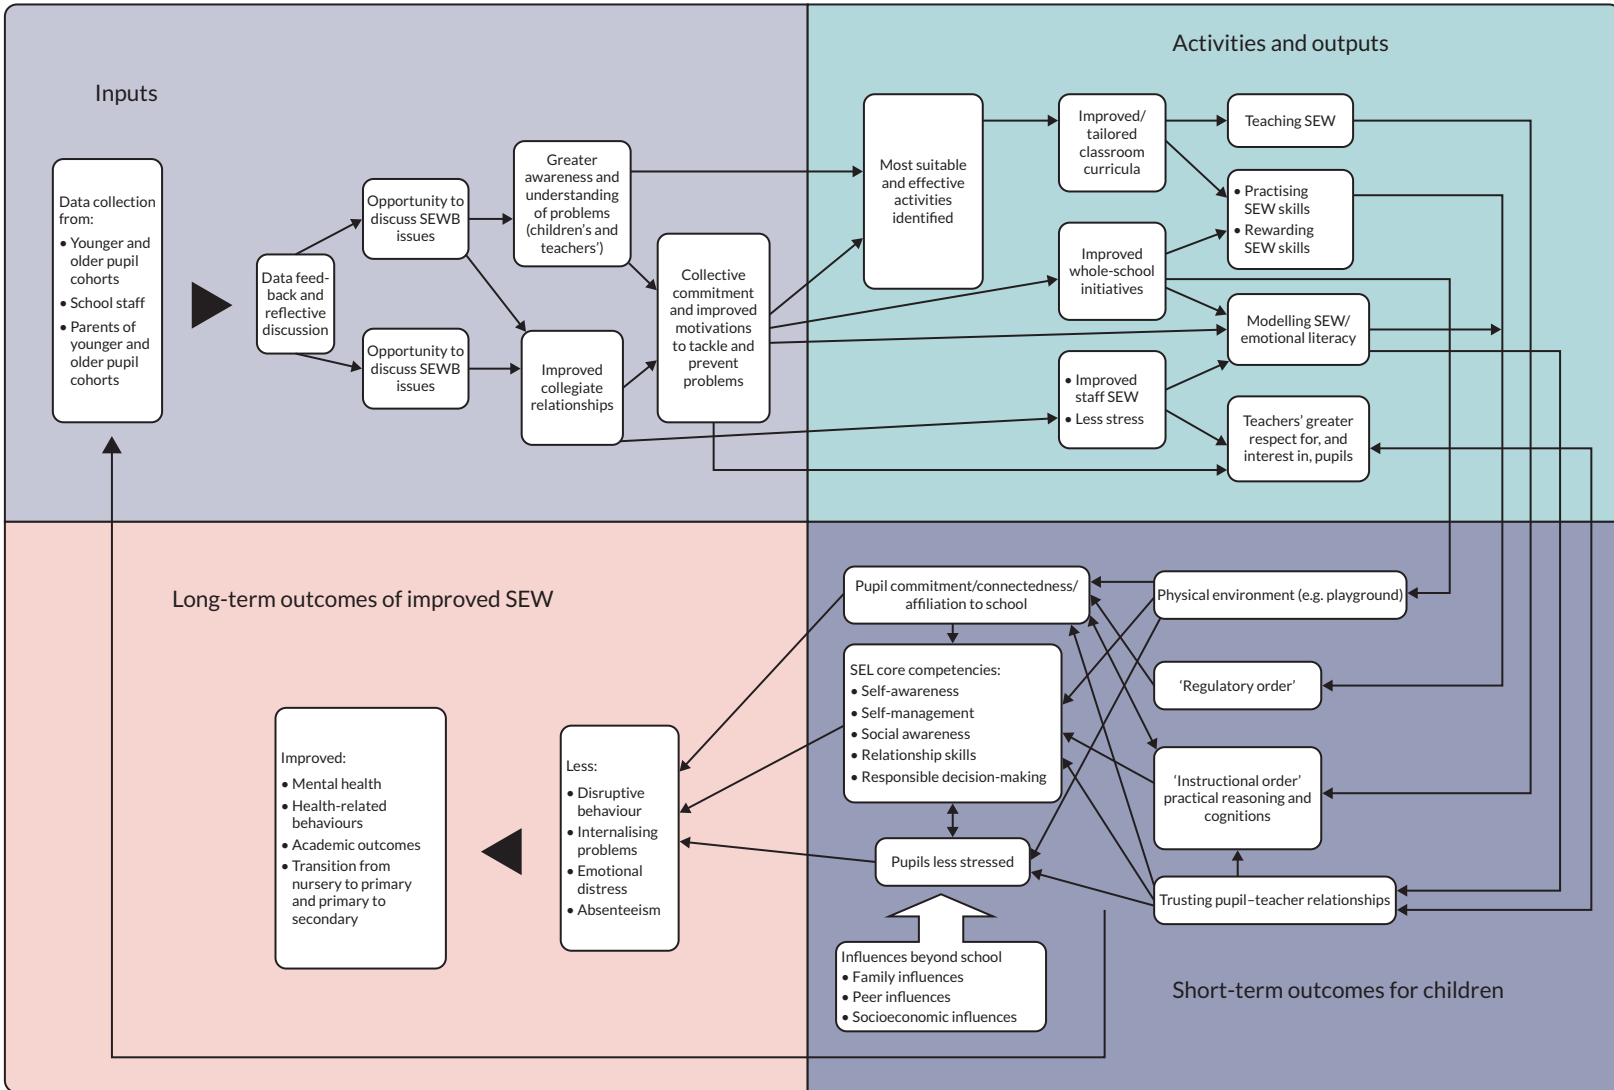 Inputs
Data collection
from:
• Younger and
older pupil
cohorts
• School staff
• Parents of
younger and
older pupil
cohorts
Data feed-
back and
reflective
discussion
Opportunity to
discuss SEWB
issues
Opportunity to
discuss SEWB
issues
Greater
awareness and
understanding
of problems
(children's and
teachers')
Improved
collegiate
relationships
Collective
commitment
and improved
motivations
to tackle and
prevent
problems
Activities and outputs
Most suitable
and effective
activities
identified
Improved/
tailored
classroom
curricula
Improved
whole-school
initiatives
• Improved
staff SEW
• Less stress
Teaching SEW
• Practising
SEW skills
• Rewarding
SEW skills
Modelling SEW/
emotional literacy
Teachers' greater
respect for, and
interest in, pupils
Long-term outcomes of improved SEW
Improved:
• Mental health
• Health-related
behaviours
• Academic outcomes
• Transition from
nursery to primary
and primary to
secondary
Less:
• Disruptive
behaviour
• Internalising
problems
• Emotional
distress
• Absenteeism
Pupil commitment/connectedness/
affiliation to school
SEL core competencies:
• Self-awareness
• Self-management
• Social awareness
• Relationship skills
• Responsible decision-making
Pupils less stressed
Influences beyond school
• Family influences
• Peer influences
• Socioeconomic influences
Physical environment (e.g. playground)
'Regulatory order'
'Instructional order'
practical reasoning and
cognitions
Trusting pupil–teacher relationships
Short-term outcomes for children